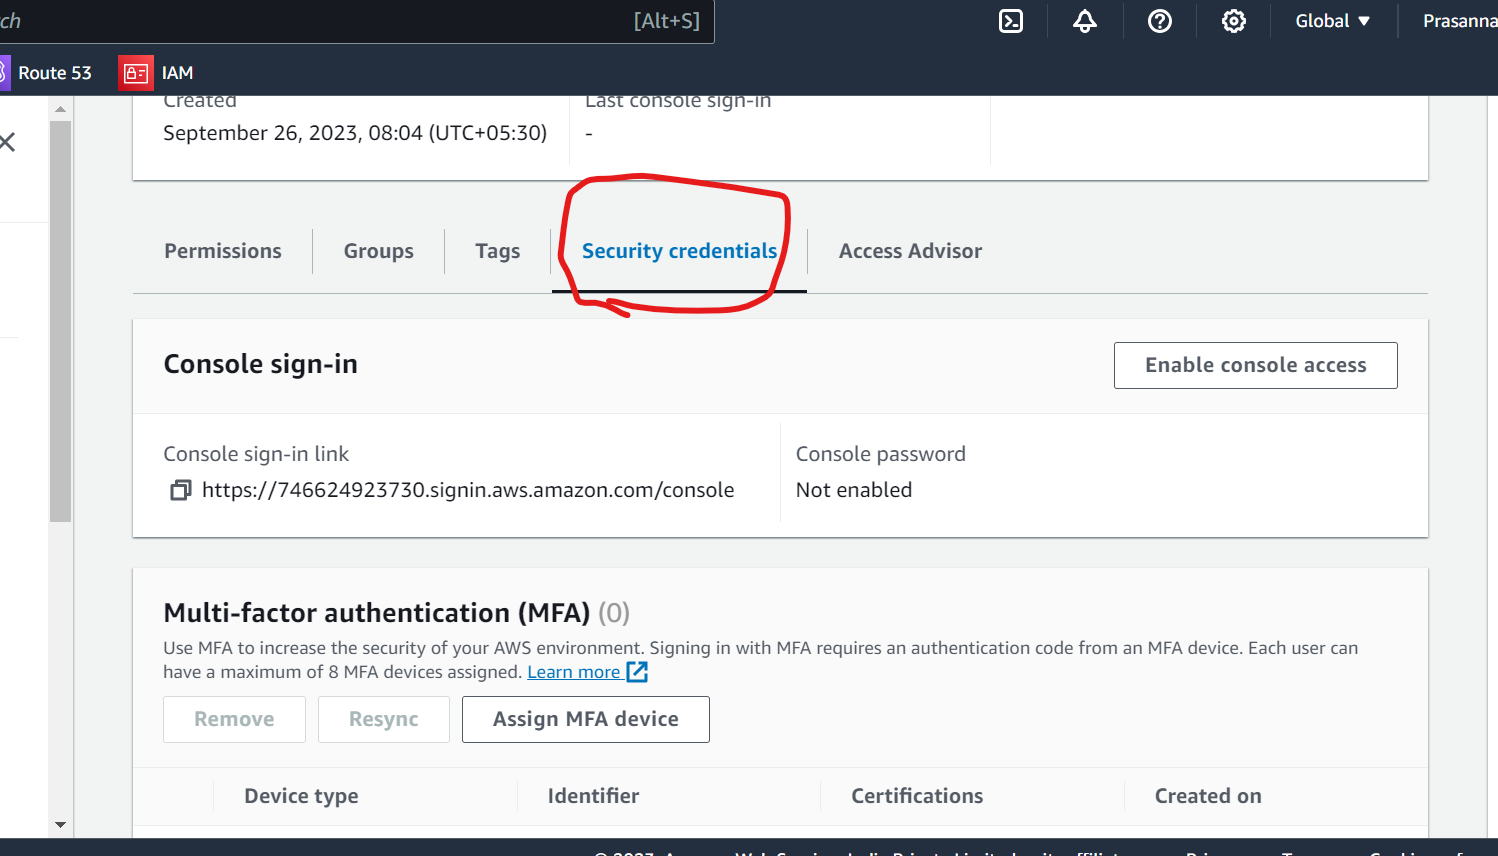 rch [Alt+S] Global ▼ Prasanna
Route 53 IAM
Created Last console sign-in
September 26, 2023, 08:04 (UTC+05:30) -
Permissions Groups Tags Security credentials Access Advisor
Console sign-in Enable console access
Console sign-in link Console password
https://746624923730.signin.aws.amazon.com/console Not enabled
Multi-factor authentication (MFA) (0)
Use MFA to increase the security of your AWS environment. Signing in with MFA requires an authentication code from an MFA device. Each user can
have a maximum of 8 MFA devices assigned. Learn more
Remove Resync Assign MFA device
Device type Identifier Certifications Created on